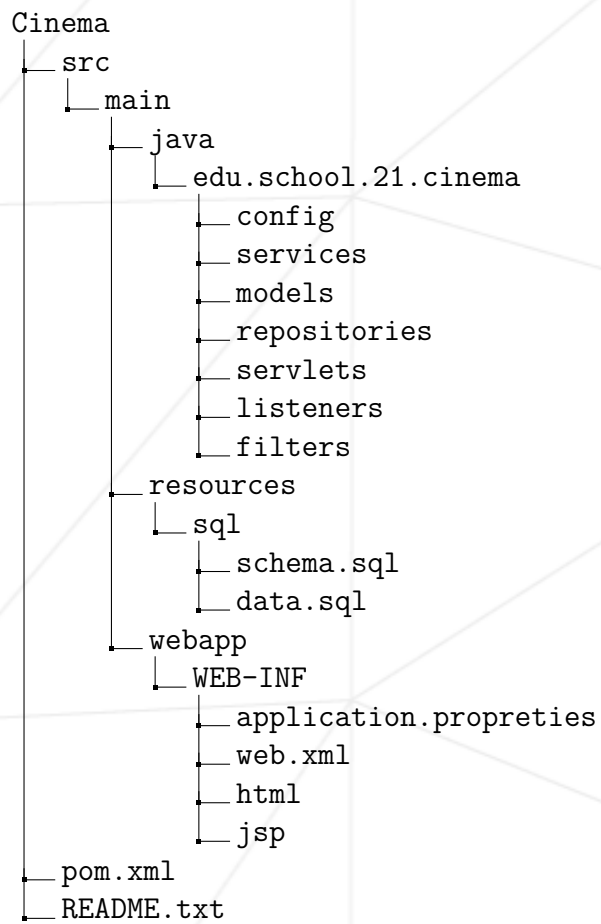 Cinema
src
main
java
edu.school.21.cinema
config
services
models
repositories
servlets
listeners
filters
resources
sql
schema.sql
data.sql
webapp
WEB-INF
application.propreties
web.xml
html
jsp
pom.xml
README.txt